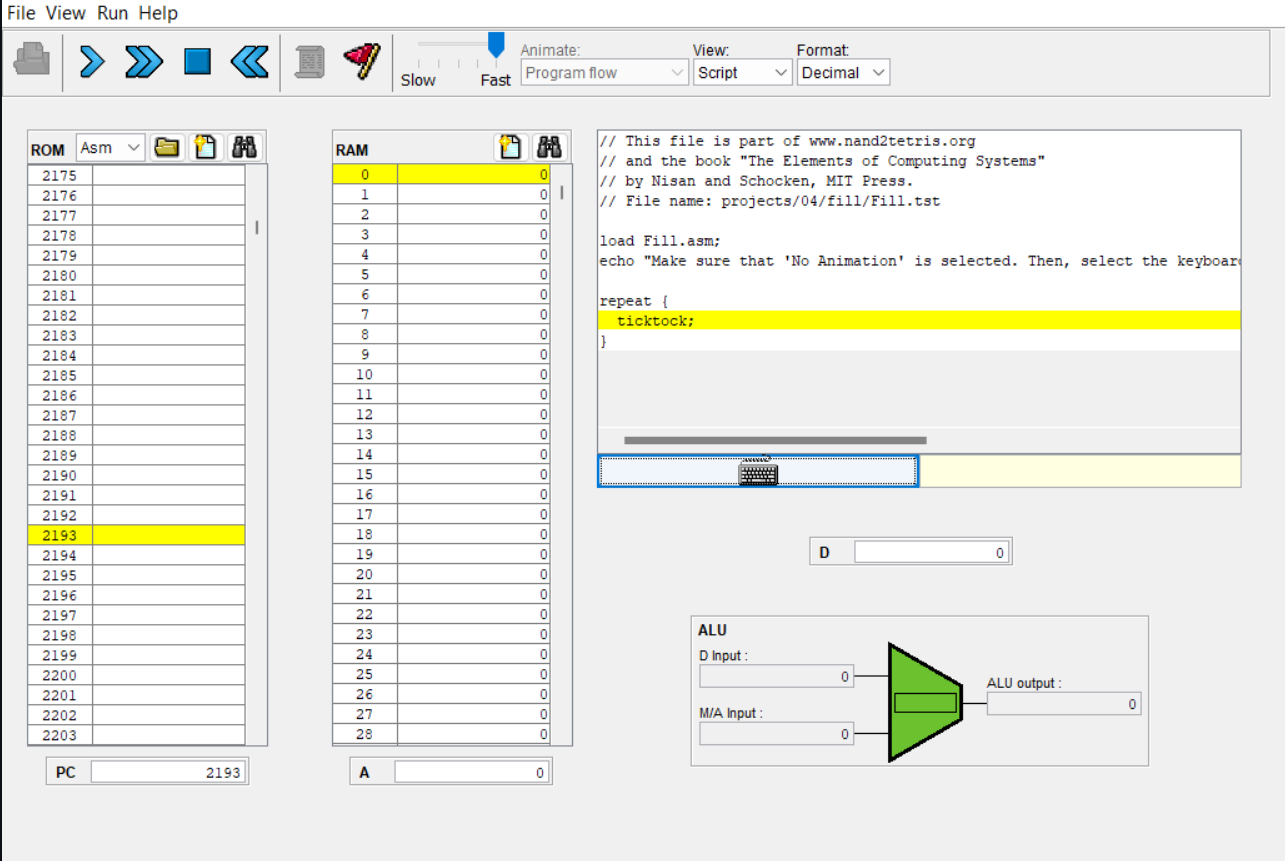 File View Run Help
Slow Fast
Animate:
Program flow
View:
Script
Format:
Decimal
ROM Asm
2175
2176
2177
2178
2179
2180
2181
2182
2183
2184
2185
2186
2187
2188
2189
2190
2191
2192
2193
2194
2195
2196
2197
2198
2199
2200
2201
2202
2203
PC 2193
RAM
0 0
1 0
2 0
3 0
4 0
5 0
6 0
7 0
8 0
9 0
10 0
11 0
12 0
13 0
14 0
15 0
16 0
17 0
18 0
19 0
20 0
21 0
22 0
23 0
24 0
25 0
26 0
27 0
28 0
A 0
// This file is part of www.nand2tetris.org
// and the book "The Elements of Computing Systems"
// by Nisan and Schocken, MIT Press.
// File name: projects/04/fill/Fill.tst
load Fill.asm;
echo "Make sure that 'No Animation' is selected. Then, select the keyboard
repeat {
ticktock;
}
D 0
ALU
D Input : 0
M/A Input : 0
ALU output : 0